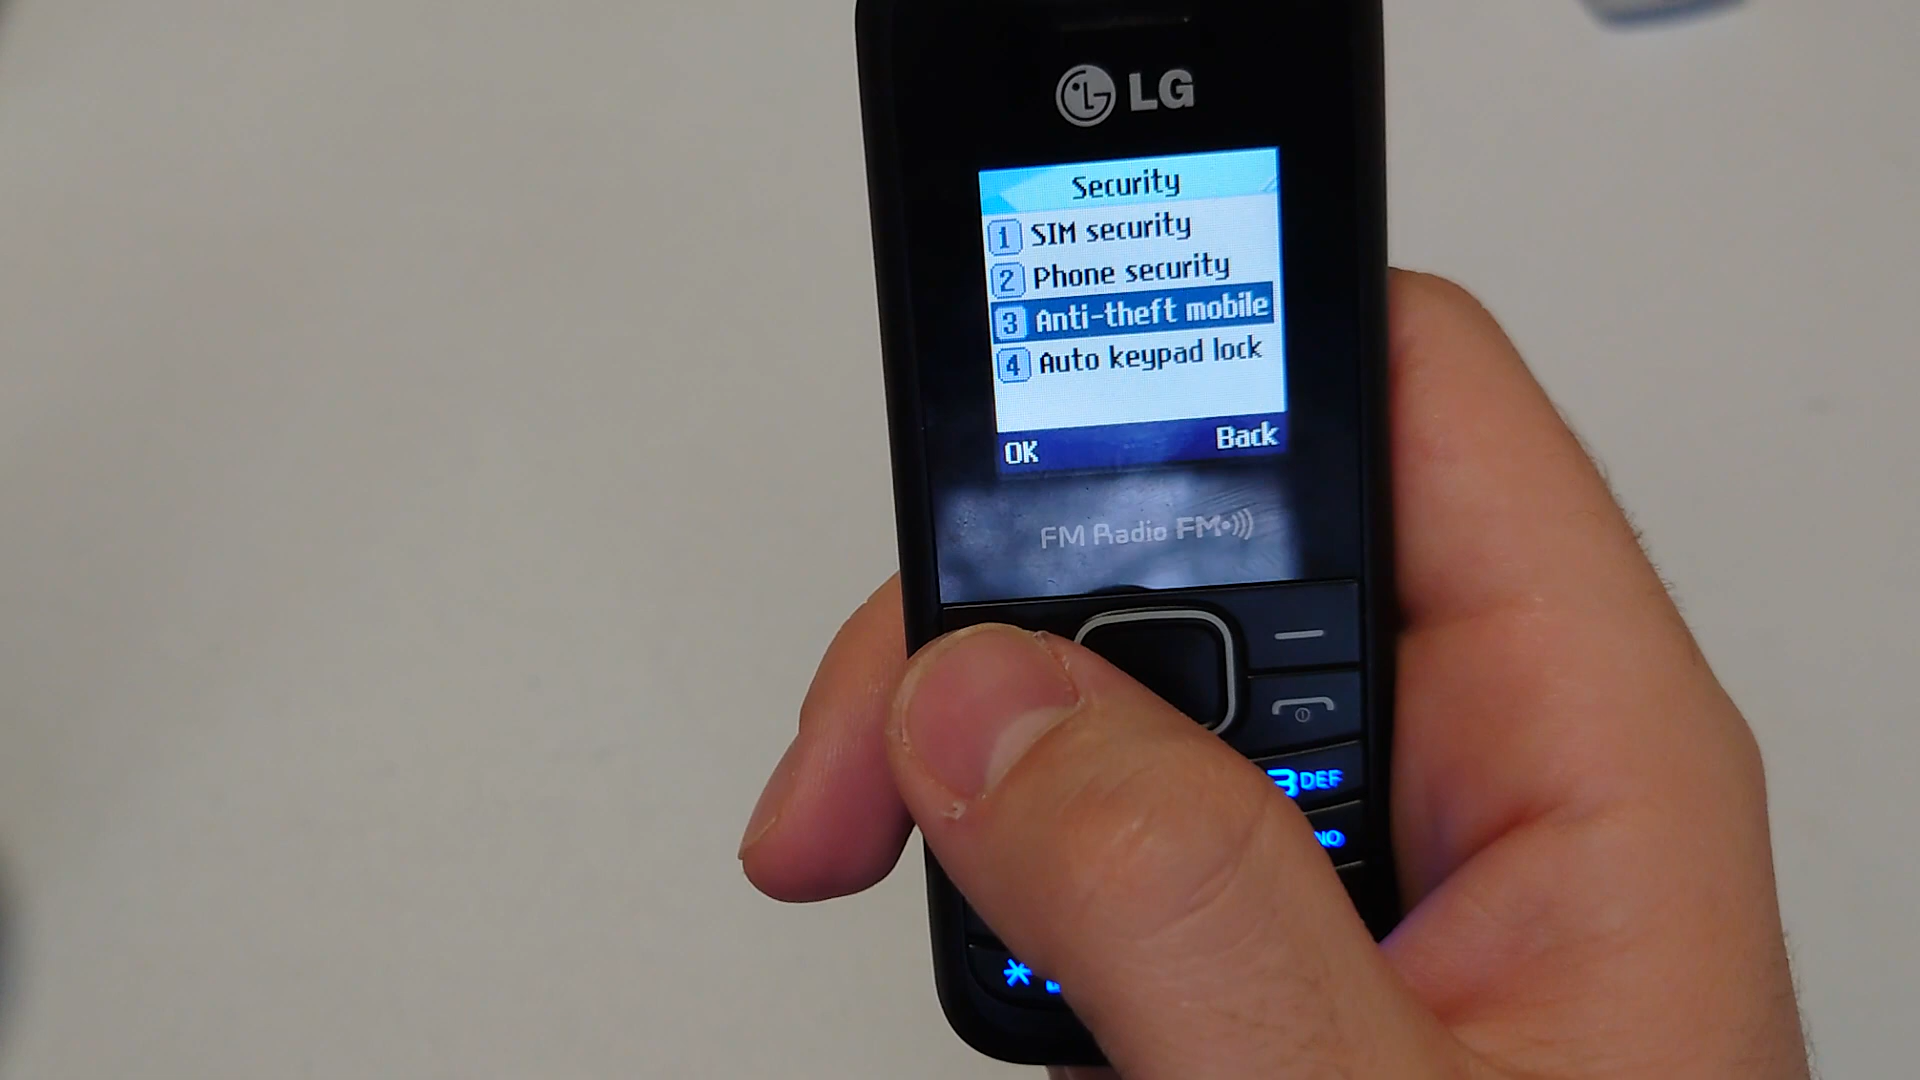 LG
Security
1 SIM security
2 Phone security
3 Anti-theft mobile
4 Auto keypad lock
OK Back
FM Radio FM
3 DEF
NO
*